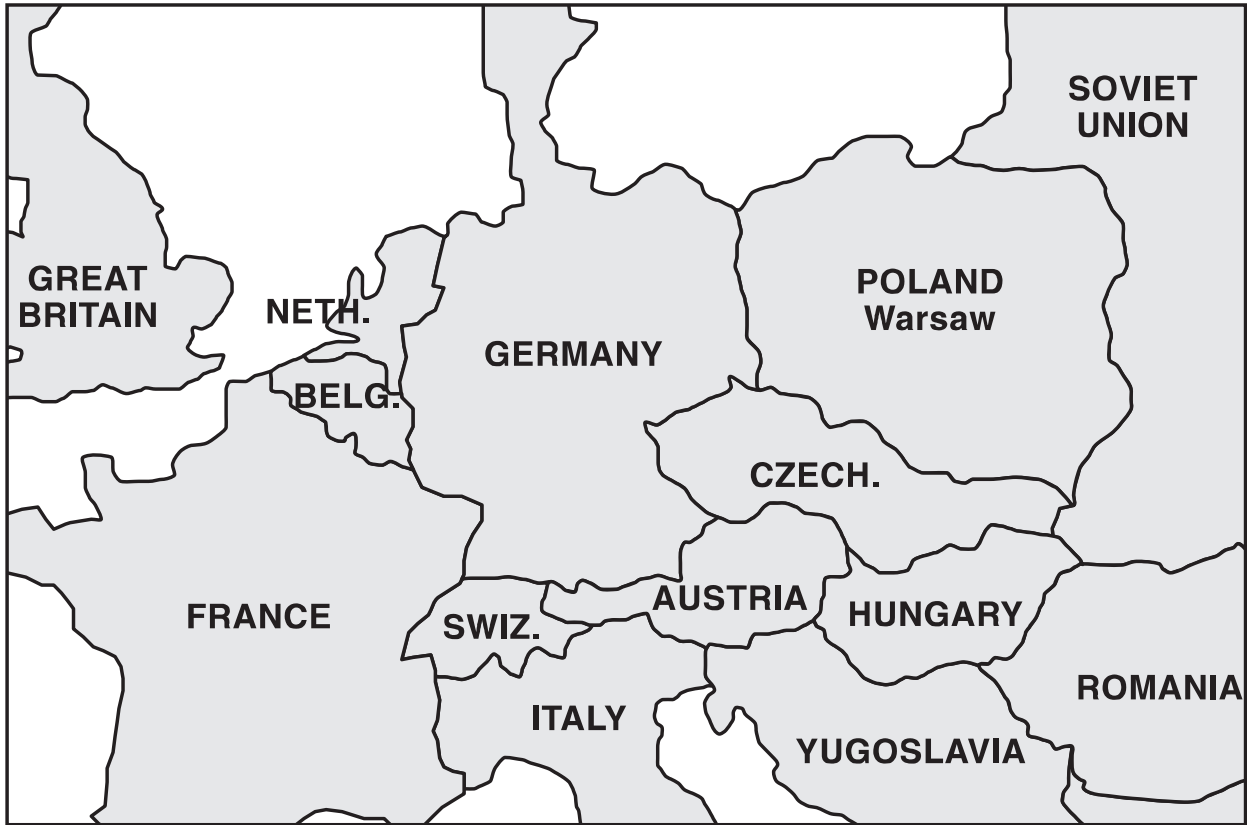 SOVIET
UNION
GREAT
BRITAIN
NETH.
POLAND
Warsaw
GERMANY
BELG.
CZECH.
FRANCE
SWIZ.
AUSTRIA
HUNGARY
ITALY
ROMANIA
YUGOSLAVIA